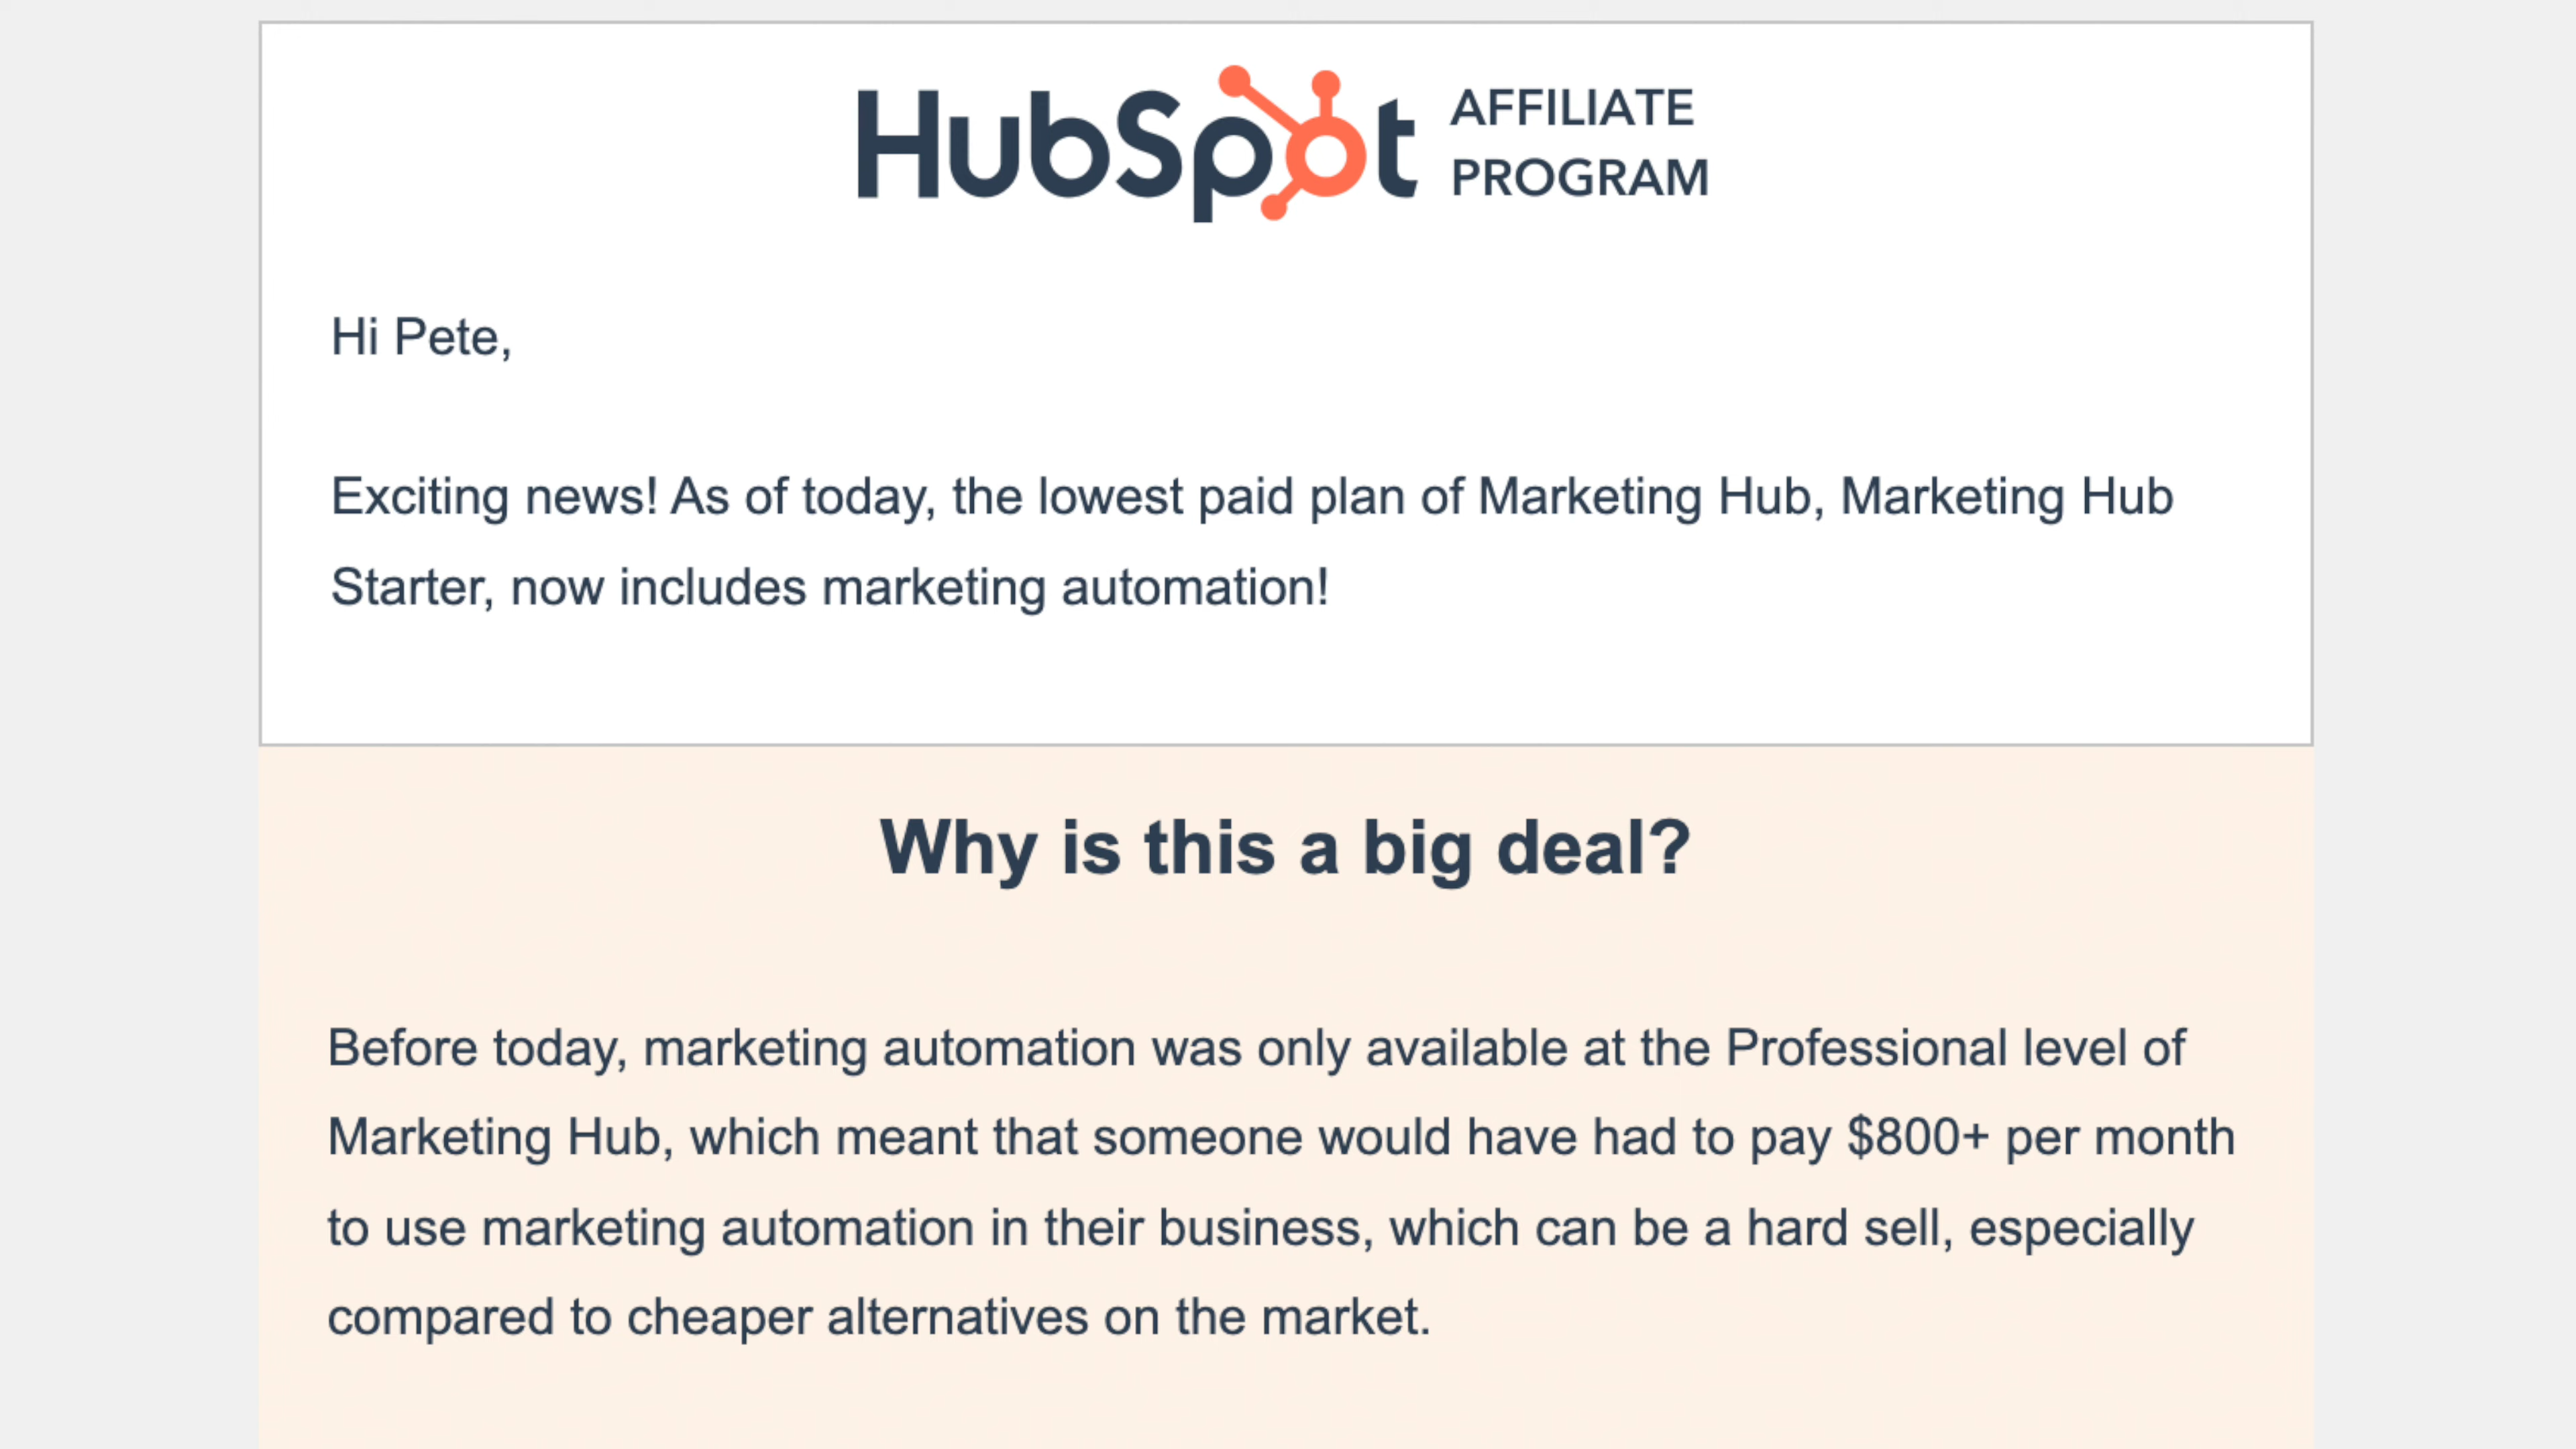 HubSpot AFFILIATE PROGRAM
Hi Pete,
Exciting news! As of today, the lowest paid plan of Marketing Hub, Marketing Hub
Starter, now includes marketing automation!
Why is this a big deal?
Before today, marketing automation was only available at the Professional level of
Marketing Hub, which meant that someone would have had to pay $800+ per month
to use marketing automation in their business, which can be a hard sell, especially
compared to cheaper alternatives on the market.